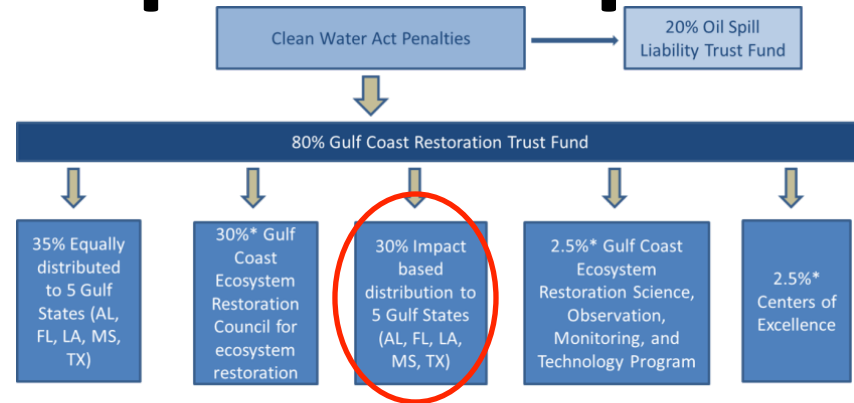 Clean Water Act Penalties
20% Oil Spill
Liability Trust Fund
80% Gulf Coast Restoration Trust Fund
35% Equally
distributed
to 5 Gulf
States (AL,
FL, LA, MS,
TX)
30%* Gulf
Coast
Ecosystem
Restoration
Council for
ecosystem
restoration
30% Impact
based
distribution to
5 Gulf States
(AL, FL, LA,
MS, TX)
2.5%* Gulf Coast
Ecosystem
Restoration Science,
Observation,
Monitoring, and
Technology Program
2.5%*
Centers of
Excellence